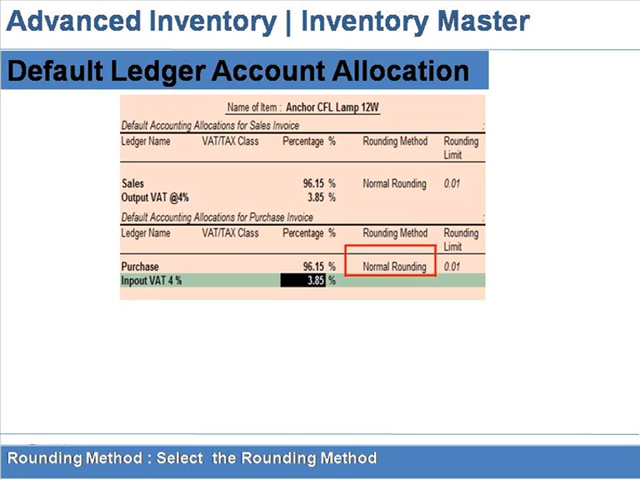 Advanced Inventory | Inventory Master
Default Ledger Account Allocation
Name of Item : Anchor CFL Lamp 12W
Default Accounting Allocations for Sales Invoice :
Ledger Name VAT/TAX Class Percentage % Rounding Method Rounding
Limit
Sales 96.15 % Normal Rounding 0.01
Output VAT @4% 3.85 %
Default Accounting Allocations for Purchase Invoice :
Ledger Name VAT/TAX Class Percentage % Rounding Method Rounding
Limit
Purchase 96.15 % Normal Rounding 0.01
Inpout VAT 4 % 3.85 %
Rounding Method : Select the Rounding Method